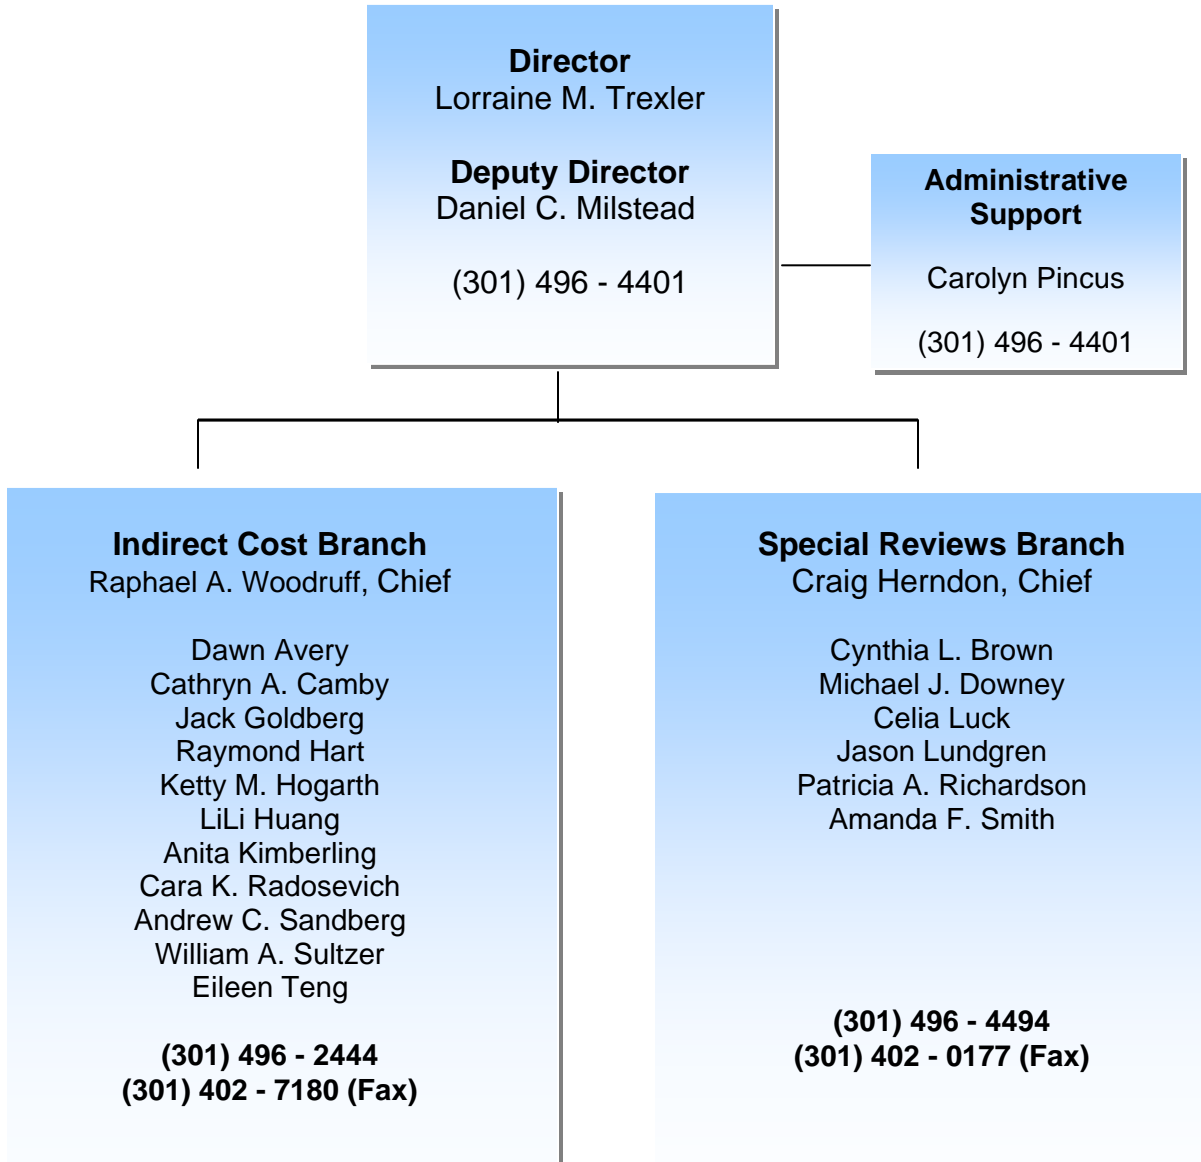 Director
Lorraine M. Trexler
Deputy Director
Daniel C. Milstead
(301) 496 - 4401
Administrative
Support
Carolyn Pincus
(301) 496 - 4401
Indirect Cost Branch
Raphael A. Woodruff, Chief
Dawn Avery
Cathryn A. Camby
Jack Goldberg
Raymond Hart
Ketty M. Hogarth
LiLi Huang
Anita Kimberling
Cara K. Radosevich
Andrew C. Sandberg
William A. Sultzer
Eileen Teng
(301) 496 - 2444
(301) 402 - 7180 (Fax)
Special Reviews Branch
Craig Herndon, Chief
Cynthia L. Brown
Michael J. Downey
Celia Luck
Jason Lundgren
Patricia A. Richardson
Amanda F. Smith
(301) 496 - 4494
(301) 402 - 0177 (Fax)